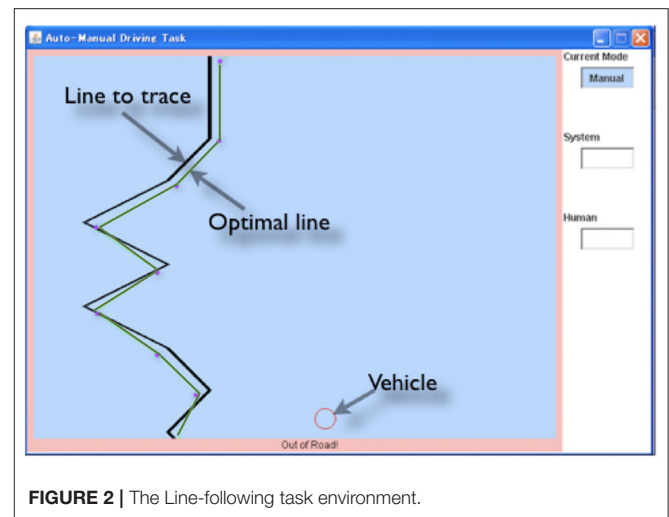 Auto-Manual Driving Task
Current Mode
Manual
Line to trace
System
Optimal line
Human
Vehicle
Out of Road!
FIGURE 2 | The Line-following task environment.